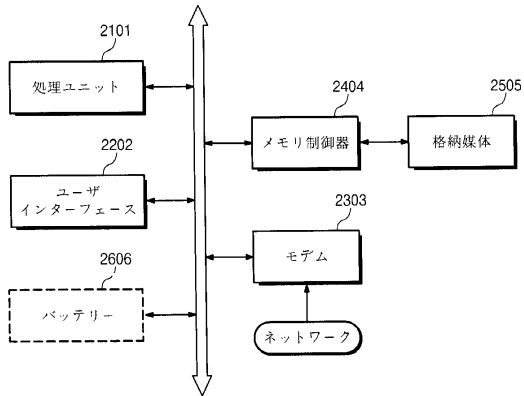 2101
処理ユニット
2202
ユーザ
インターフェース
2606
バッテリー
2404
メモリ制御器
2505
格納媒体
2303
モデム
ネットワーク